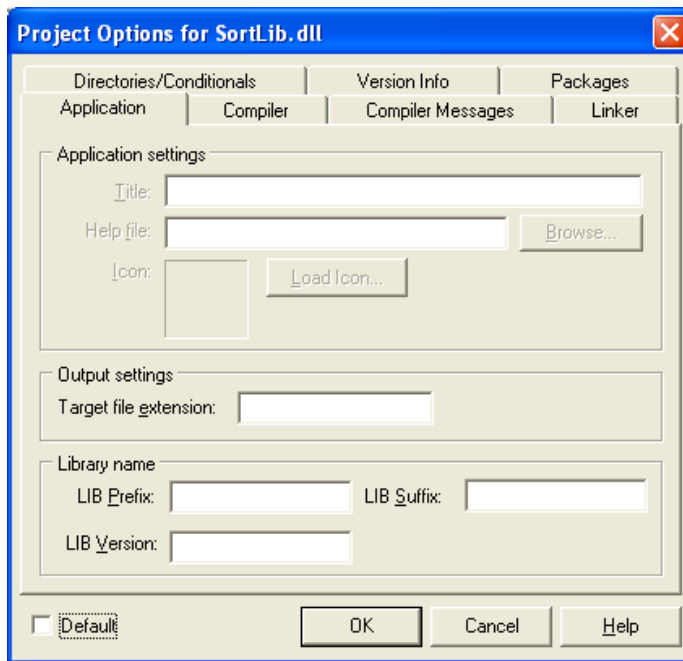 Project Options for SortLib.dll
Directories/Conditionals Version Info Packages
Application Compiler Compiler Messages Linker
Application settings
Title:
Help file: Browse...
Icon: Load Icon...
Output settings
Target file extension:
Library name
LIB Prefix: LIB Suffix:
LIB Version:
Default OK Cancel Help